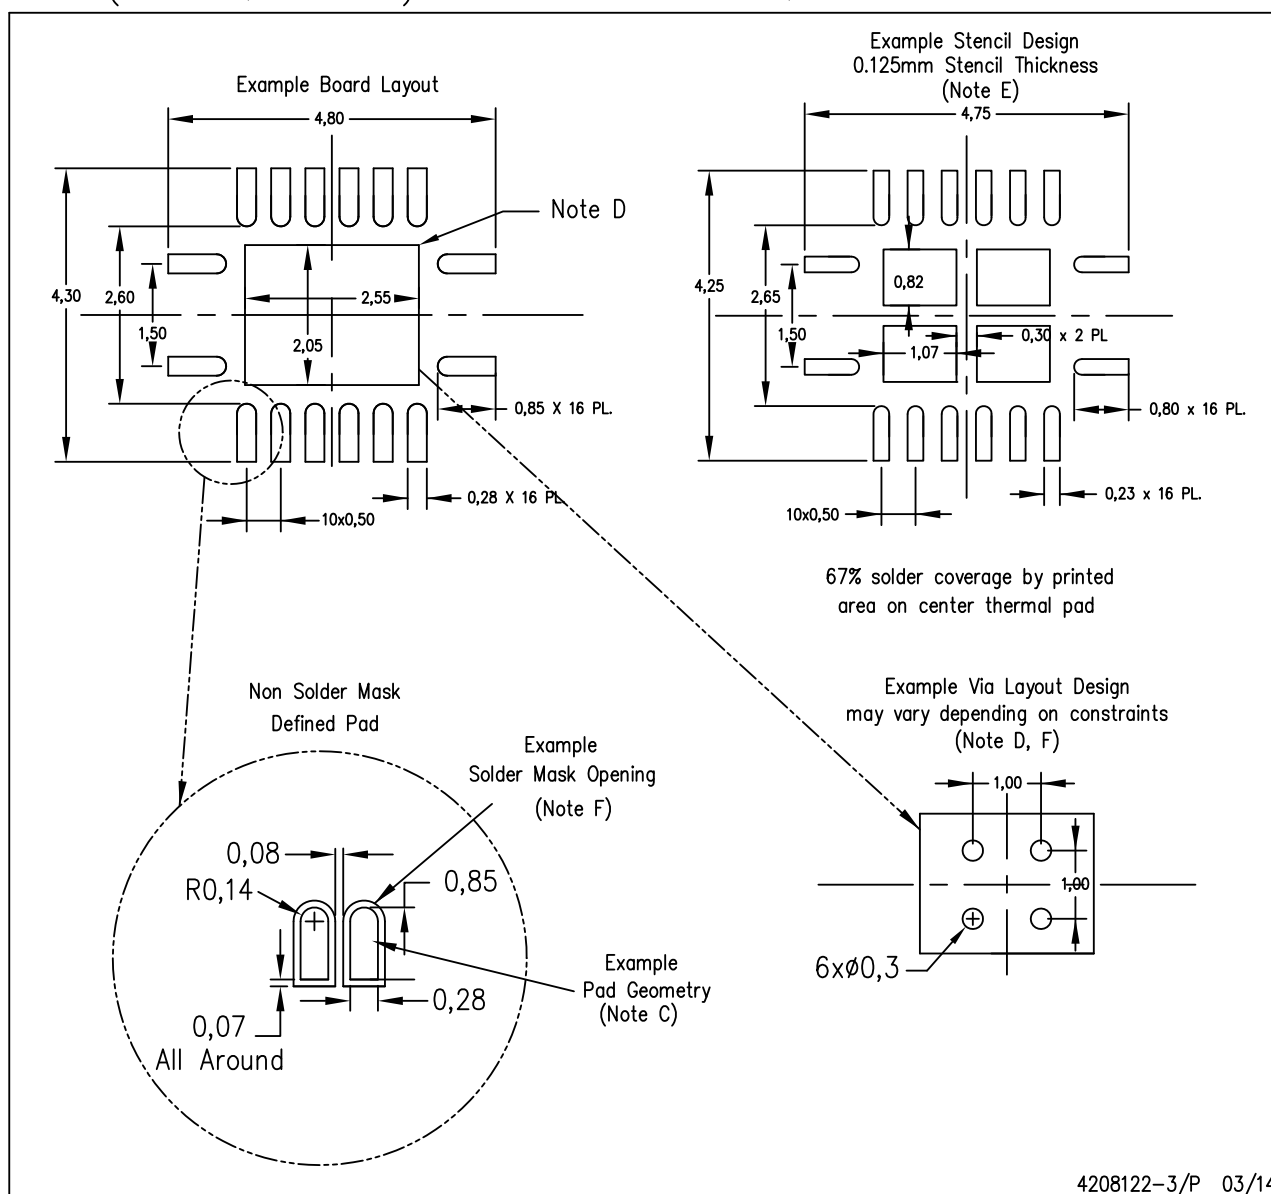 Example Board Layout
4,80
Note D
4,30
2,60
1,50
2,55
2,05
0,85 X 16 PL.
0,28 X 16 PL
10x0,50
Example Stencil Design
0.125mm Stencil Thickness
(Note E)
4,75
4,25
2,65
1,50
0,82
1,07
0,30 x 2 PL
0,80 x 16 PL.
0,23 x 16 PL.
10x0,50
67% solder coverage by printed
area on center thermal pad
Non Solder Mask
Defined Pad
Example
Solder Mask Opening
(Note F)
0,08
R0,14
0,85
0,28
0,07
All Around
Example
Pad Geometry
(Note C)
Example Via Layout Design
may vary depending on constraints
(Note D, F)
1,00
1,00
6xø0,3
4208122-3/P 03/14